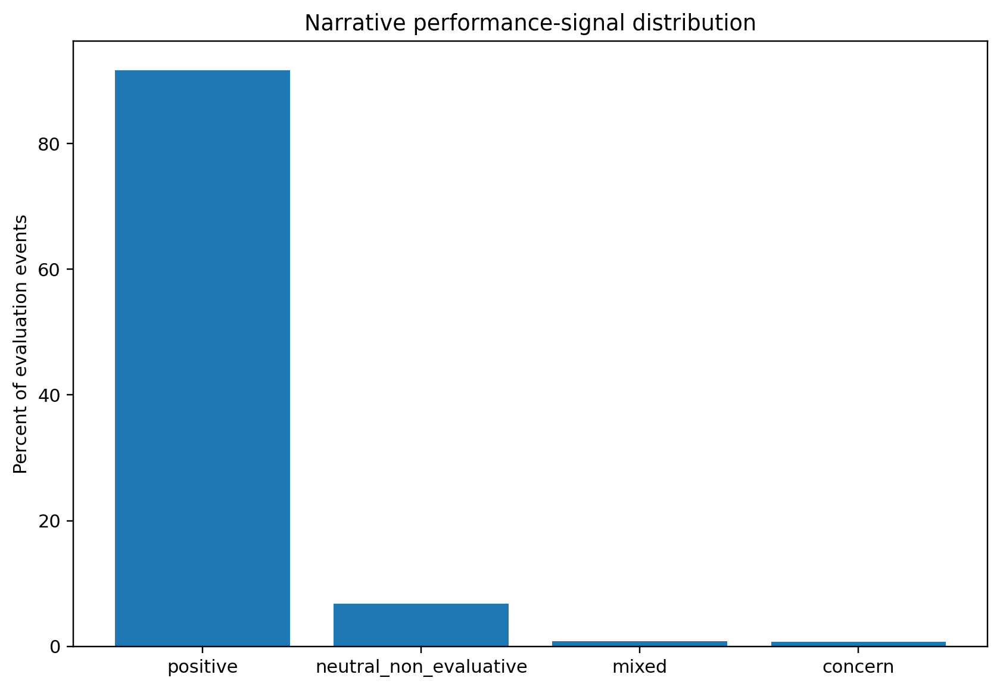 Narrative performance-signal distribution
Percent of evaluation events
80
60
40
20
0
positive
neutral_non_evaluative
mixed
concern